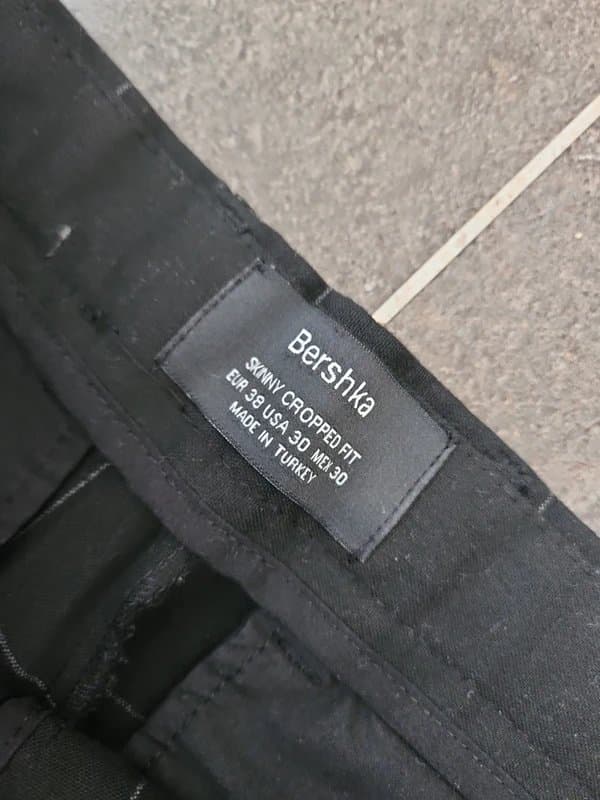 Bershka
SKINNY CROPPED FIT
EUR 38 USA 30 MEX 30
MADE IN TURKEY